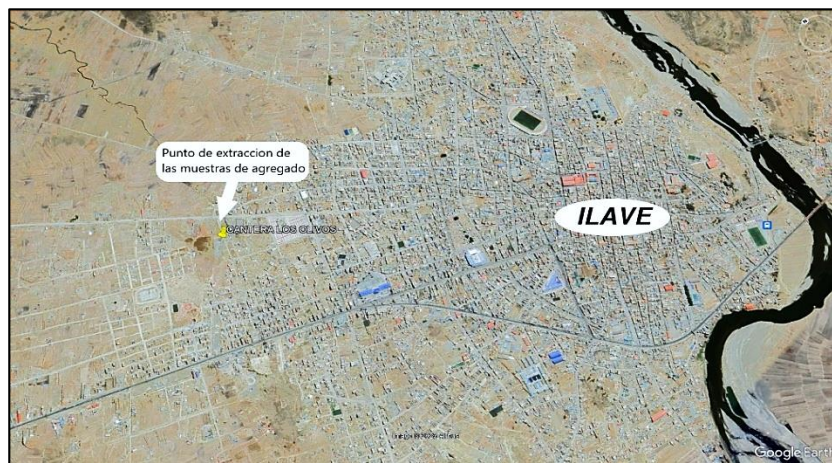 Punto de extraccion de
las muestras de agregado
CANTERA LOS OLIVOS
ILAVE
Google Earth